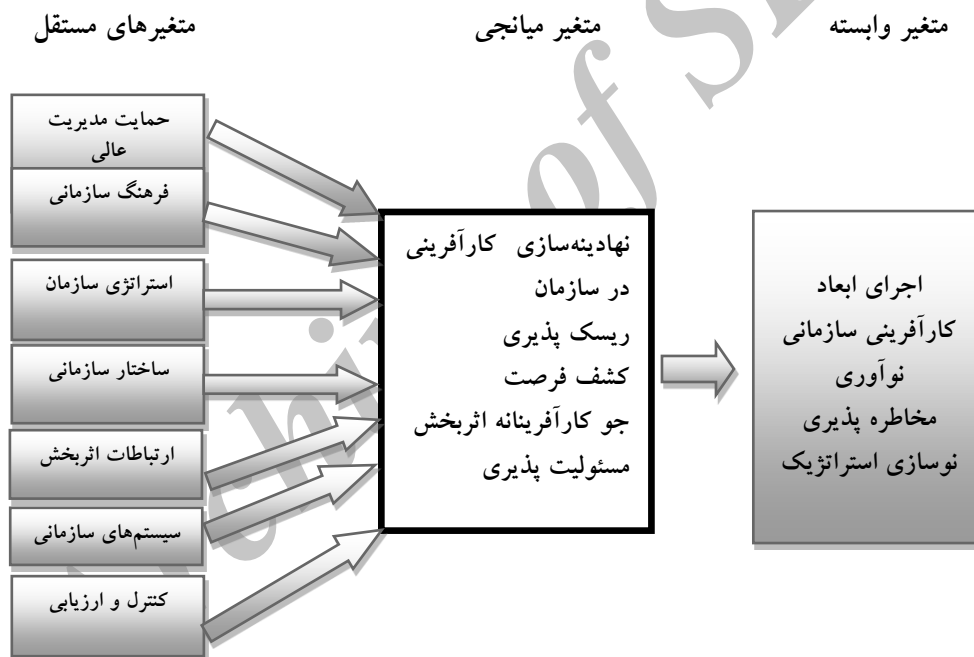 متغیرهای مستقل
متغیر میانجی
متغیر وابسته
حمایت مدیریت
عالی
فرهنگ سازمانی
استراتژی سازمان
ساختار سازمانی
ارتباطات اثربخش
سیستم‌های سازمانی
کنترل و ارزیابی
نهادینه‌سازی کارآفرینی
در سازمان
ریسک پذیری
کشف فرصت
جو کارآفرینانه اثربخش
مسئولیت پذیری
اجرای ابعاد
کارآفرینی سازمانی
نوآوری
مخاطره پذیری
نوسازی استراتژیک